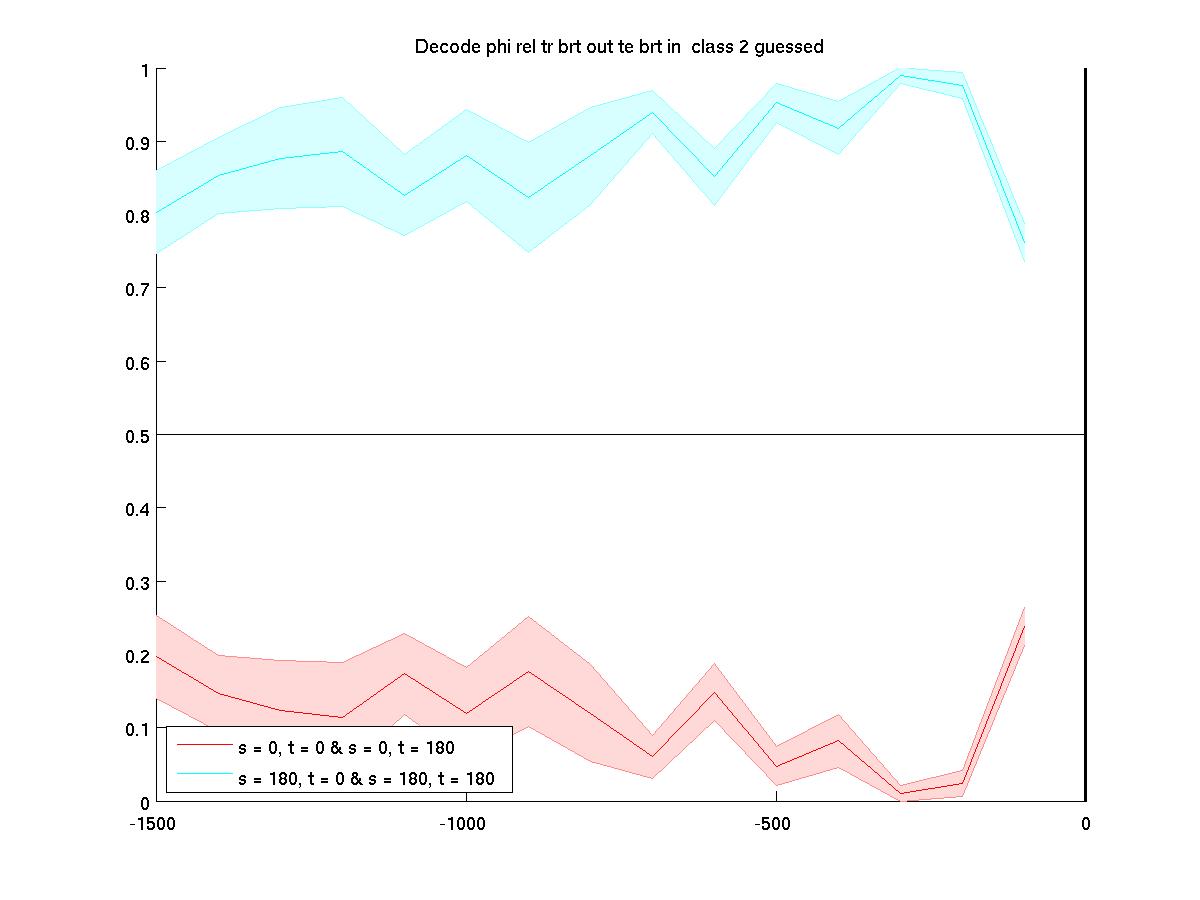 Decode phi rel tr brt out te brt in  class 2 guessed
1
0.9
0.8
0.7
0.6
0.5
0.4
0.3
0.2
0.1
0
s = 0, t = 0 & s = 0, t = 180
s = 180, t = 0 & s = 180, t = 180
-1500 -1000 -500 0